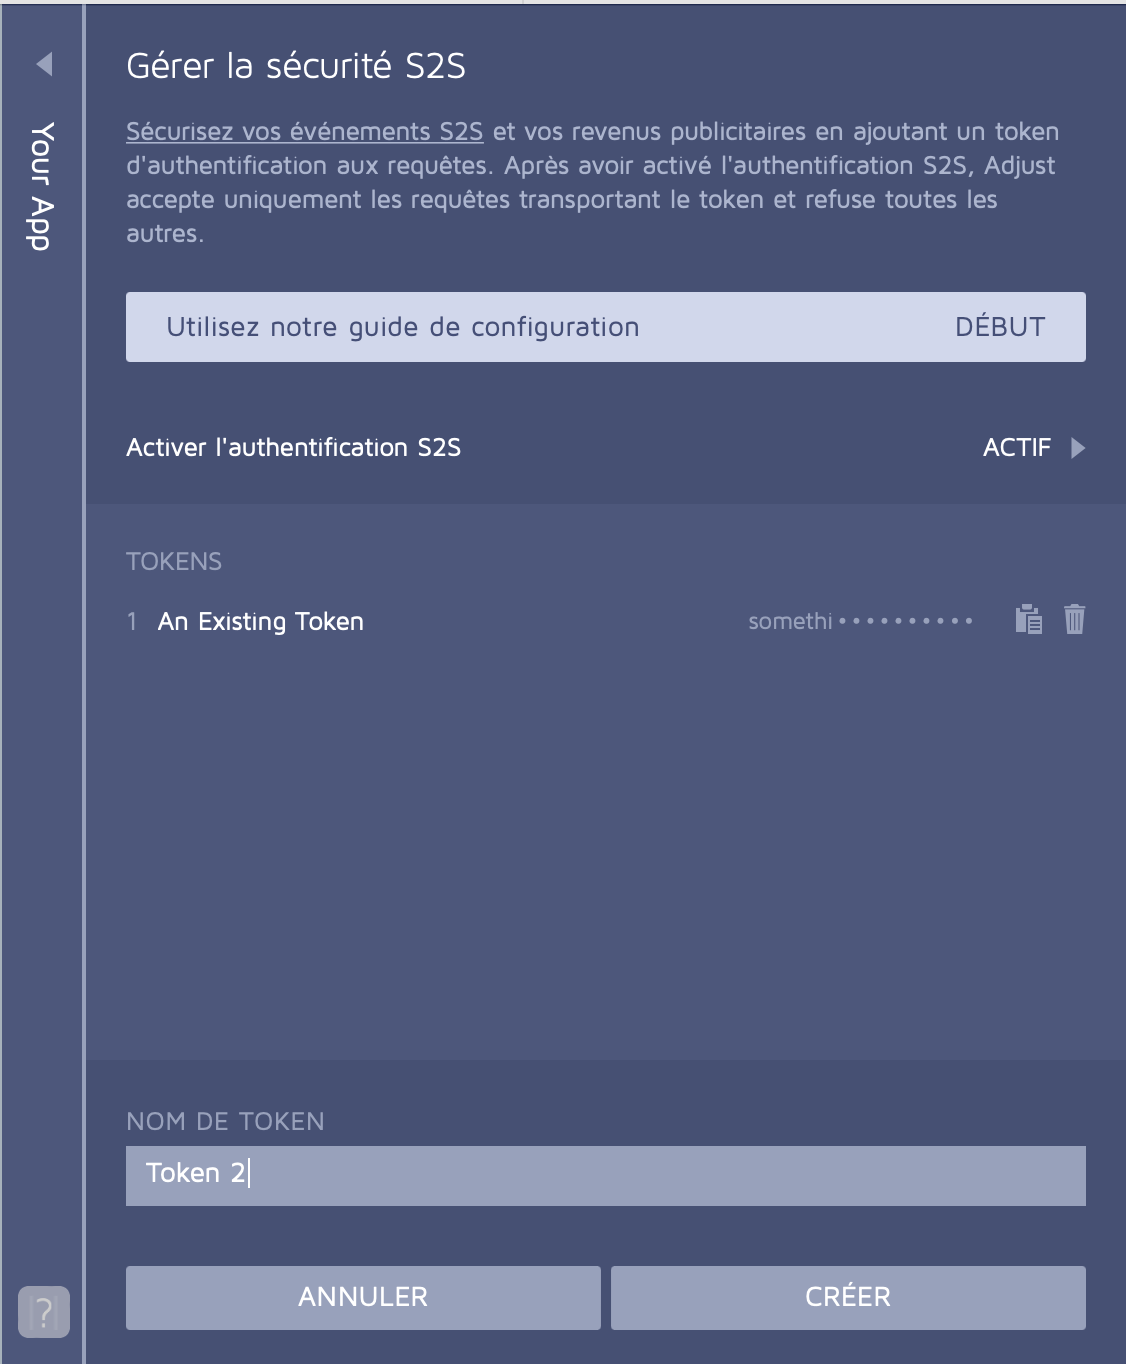 Your App
Gérer la sécurité S2S
Sécurisez vos événements S2S et vos revenus publicitaires en ajoutant un token
d'authentification aux requêtes. Après avoir activé l'authentification S2S, Adjust
accepte uniquement les requêtes transportant le token et refuse toutes les
autres.
Utilisez notre guide de configuration DÉBUT
Activer l'authentification S2S ACTIF
TOKENS
1 An Existing Token somethi••••••••••
NOM DE TOKEN
Token 2
ANNULER CRÉER
?